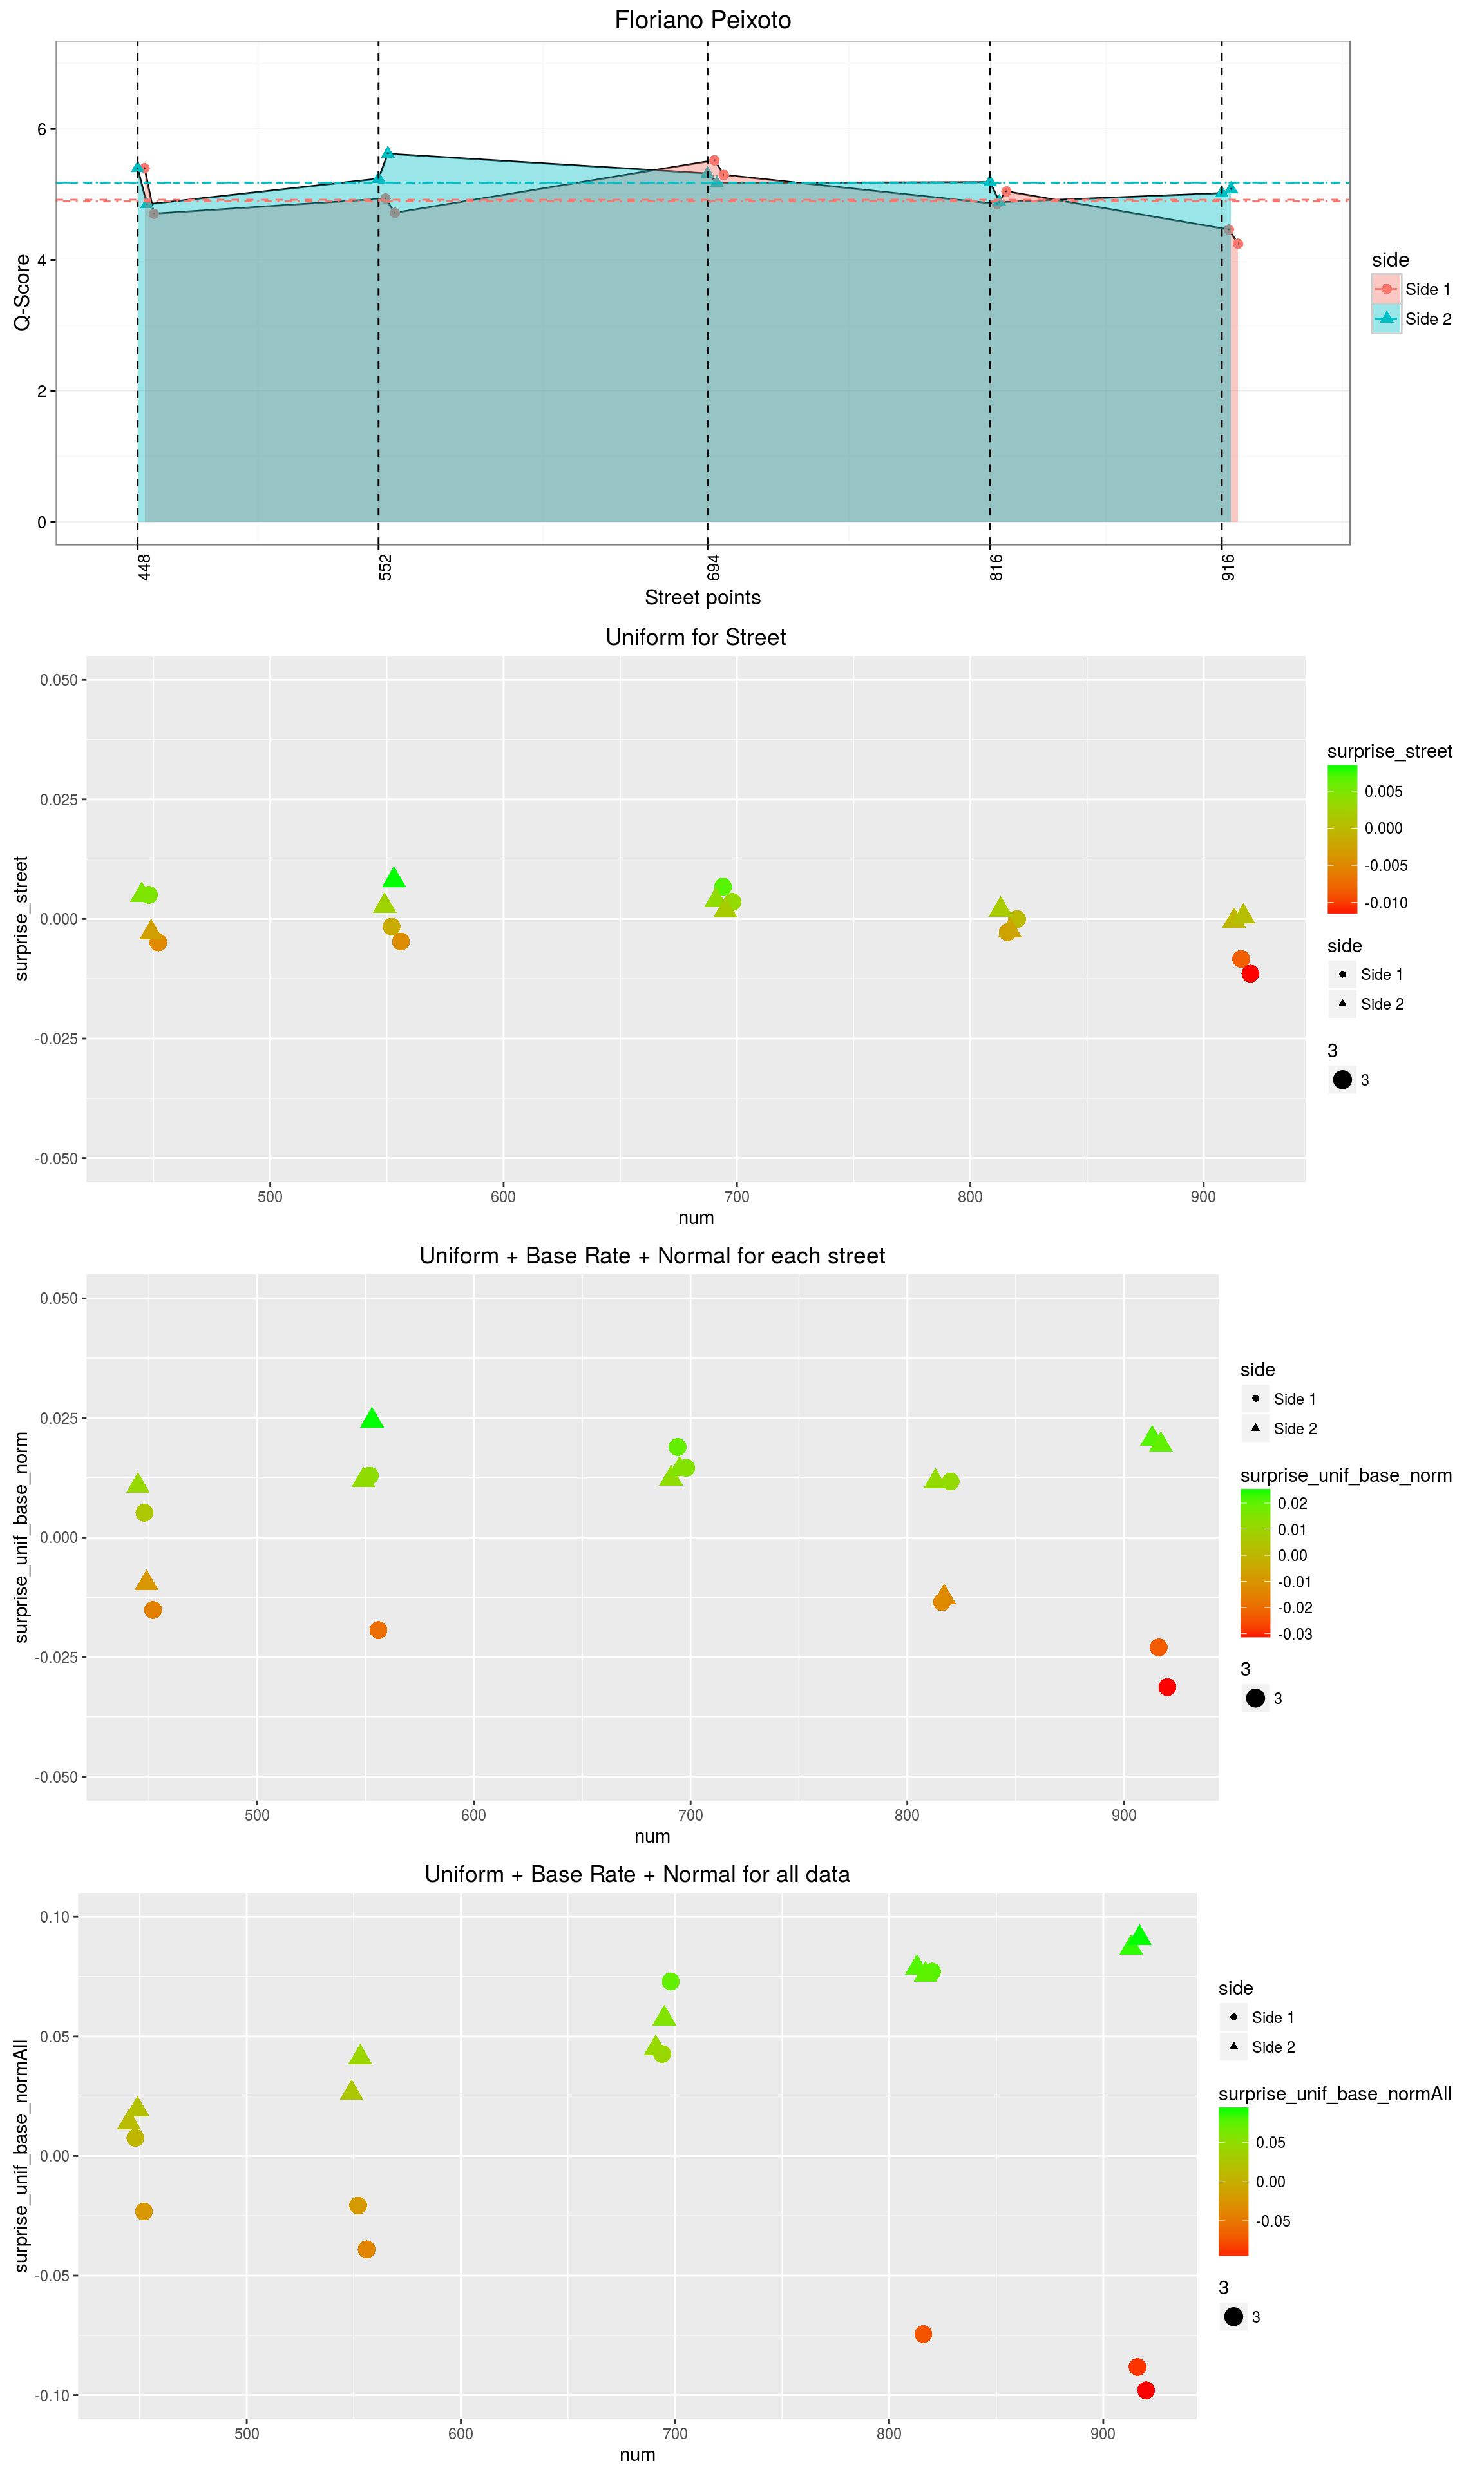 Floriano Peixoto
6
4
2
0
Q-Score
448
552
694
816
916
Street points
side
Side 1
Side 2
Uniform for Street
0.050
0.025
0.000
-0.025
-0.050
surprise_street
500
600
700
800
900
num
surprise_street
0.005
0.000
-0.005
-0.010
side
Side 1
Side 2
3
3
Uniform + Base Rate + Normal for each street
0.050
0.025
0.000
-0.025
-0.050
surprise_unif_base_norm
500
600
700
800
900
num
side
Side 1
Side 2
surprise_unif_base_norm
0.02
0.01
0.00
-0.01
-0.02
-0.03
3
3
Uniform + Base Rate + Normal for all data
0.10
0.05
0.00
-0.05
-0.10
surprise_unif_base_normAll
500
600
700
800
900
num
side
Side 1
Side 2
surprise_unif_base_normAll
0.05
0.00
-0.05
3
3